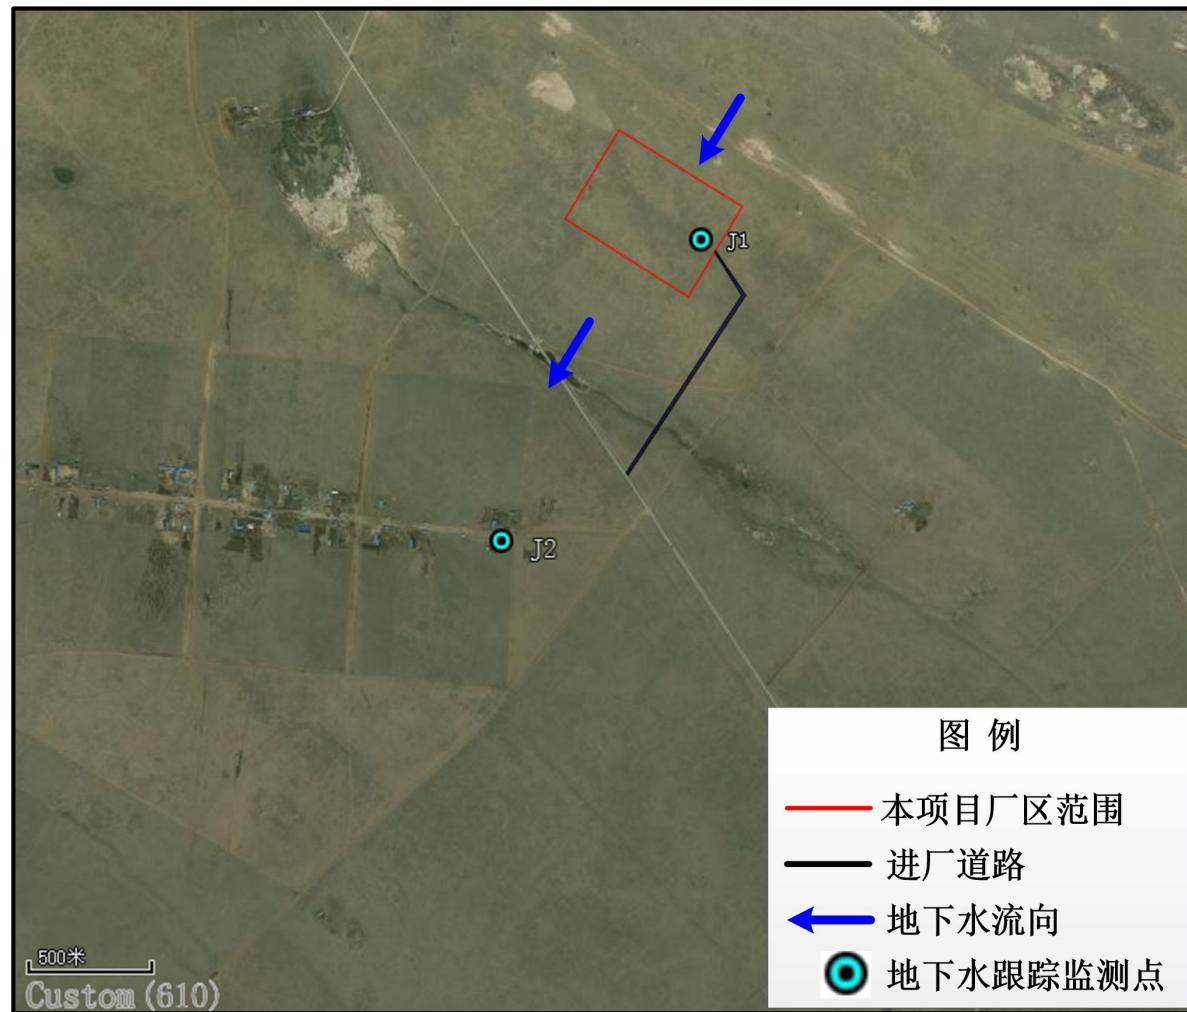 J1
J2
图 例
本项目厂区范围
进厂道路
地下水流向
地下水跟踪监测点
500米
Custom (610)